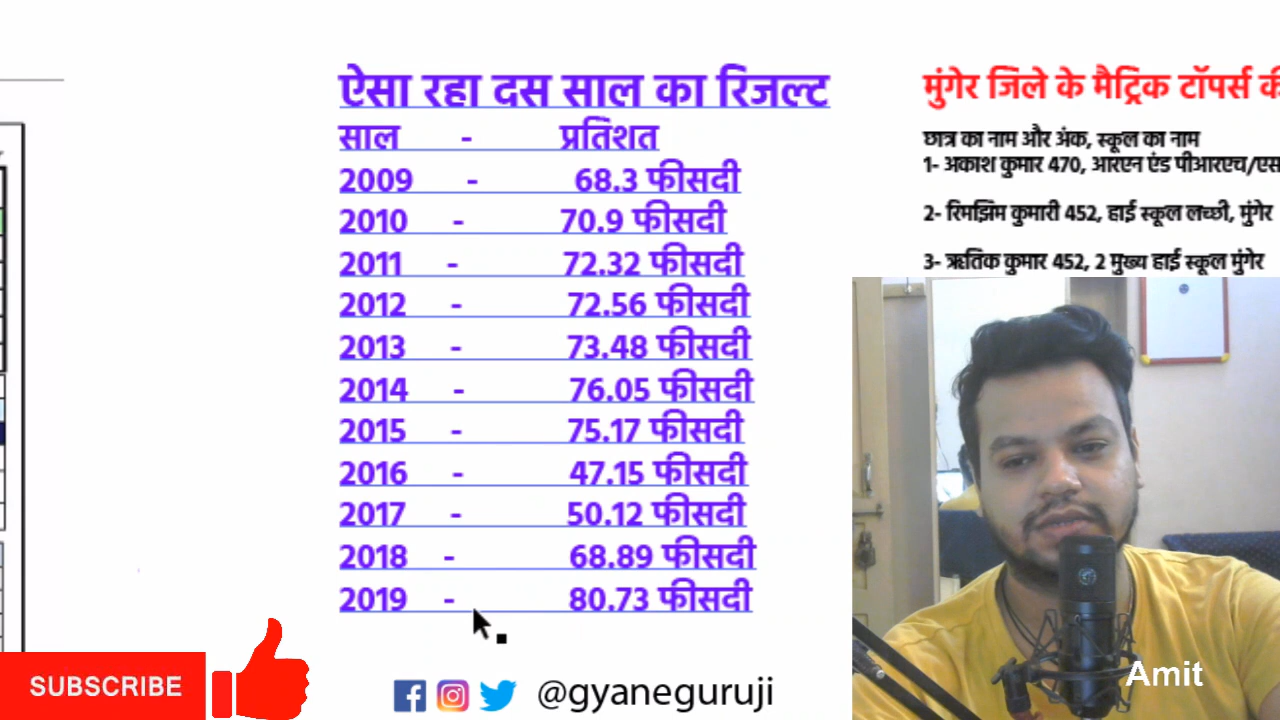 ऐसा रहा दस साल का रिजल्ट
साल - प्रतिशत
2009 - 68.3 फीसदी
2010 - 70.9 फीसदी
2011 - 72.32 फीसदी
2012 - 72.56 फीसदी
2013 - 73.48 फीसदी
2014 - 76.05 फीसदी
2015 - 75.17 फीसदी
2016 - 47.15 फीसदी
2017 - 50.12 फीसदी
2018 - 68.89 फीसदी
2019 - 80.73 फीसदी
मुंगेर जिले के मैट्रिक टॉपर्स की
छात्र का नाम और अंक, स्कूल का नाम
1- अकाश कुमार 470, आरएन एंड पीआरएच/एस
2- रिमझिम कुमारी 452, हाई स्कूल लच्छी, मुंगेर
3- ऋतिक कुमार 452, 2 मुख्य हाई स्कूल मुंगेर
Amit
SUBSCRIBE
@gyaneguruji